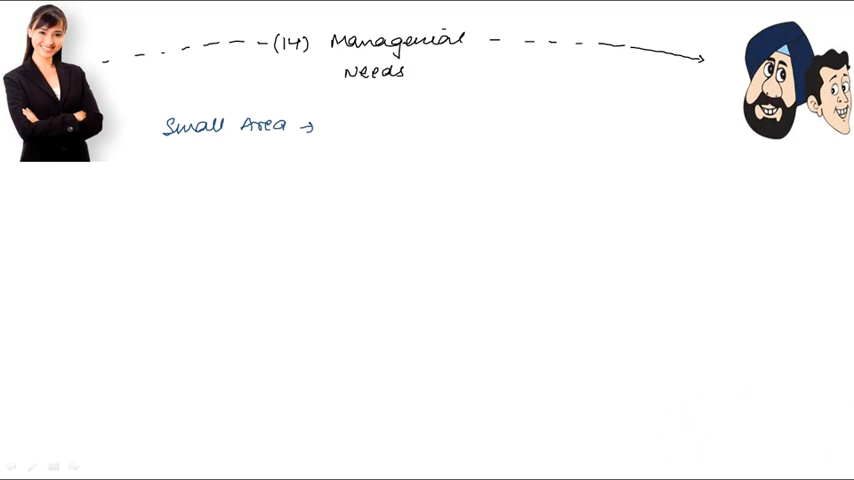 (14) Managerial
Needs
Small Area →